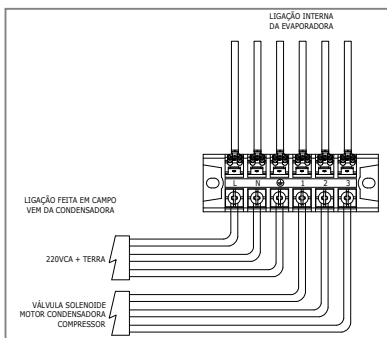 LIGAÇÃO INTERNA
DA EVAPORADORA
L N 1 2 3
LIGAÇÃO FEITA EM CAMPO
VEM DA CONDENSADORA
220VCA + TERRA
VÁLVULA SOLENOIDE
MOTOR CONDENSADORA
COMPRESSOR